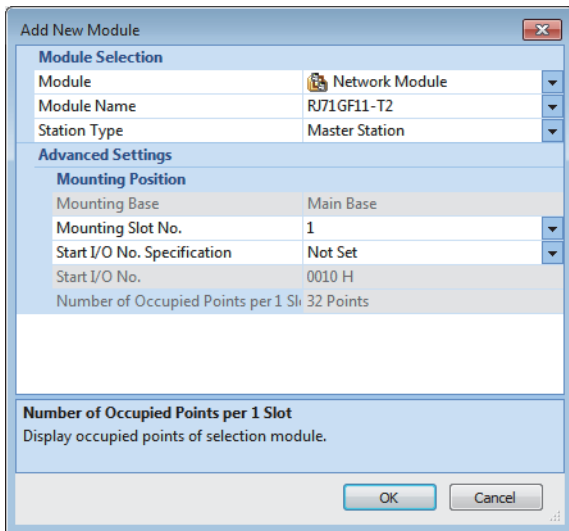 Add New Module
Module Selection
Module Network Module
Module Name RJ71GF11-T2
Station Type Master Station
Advanced Settings
Mounting Position
Mounting Base Main Base
Mounting Slot No. 1
Start I/O No. Specification Not Set
Start I/O No. 0010 H
Number of Occupied Points per 1 Sl 32 Points
Number of Occupied Points per 1 Slot
Display occupied points of selection module.
OK Cancel